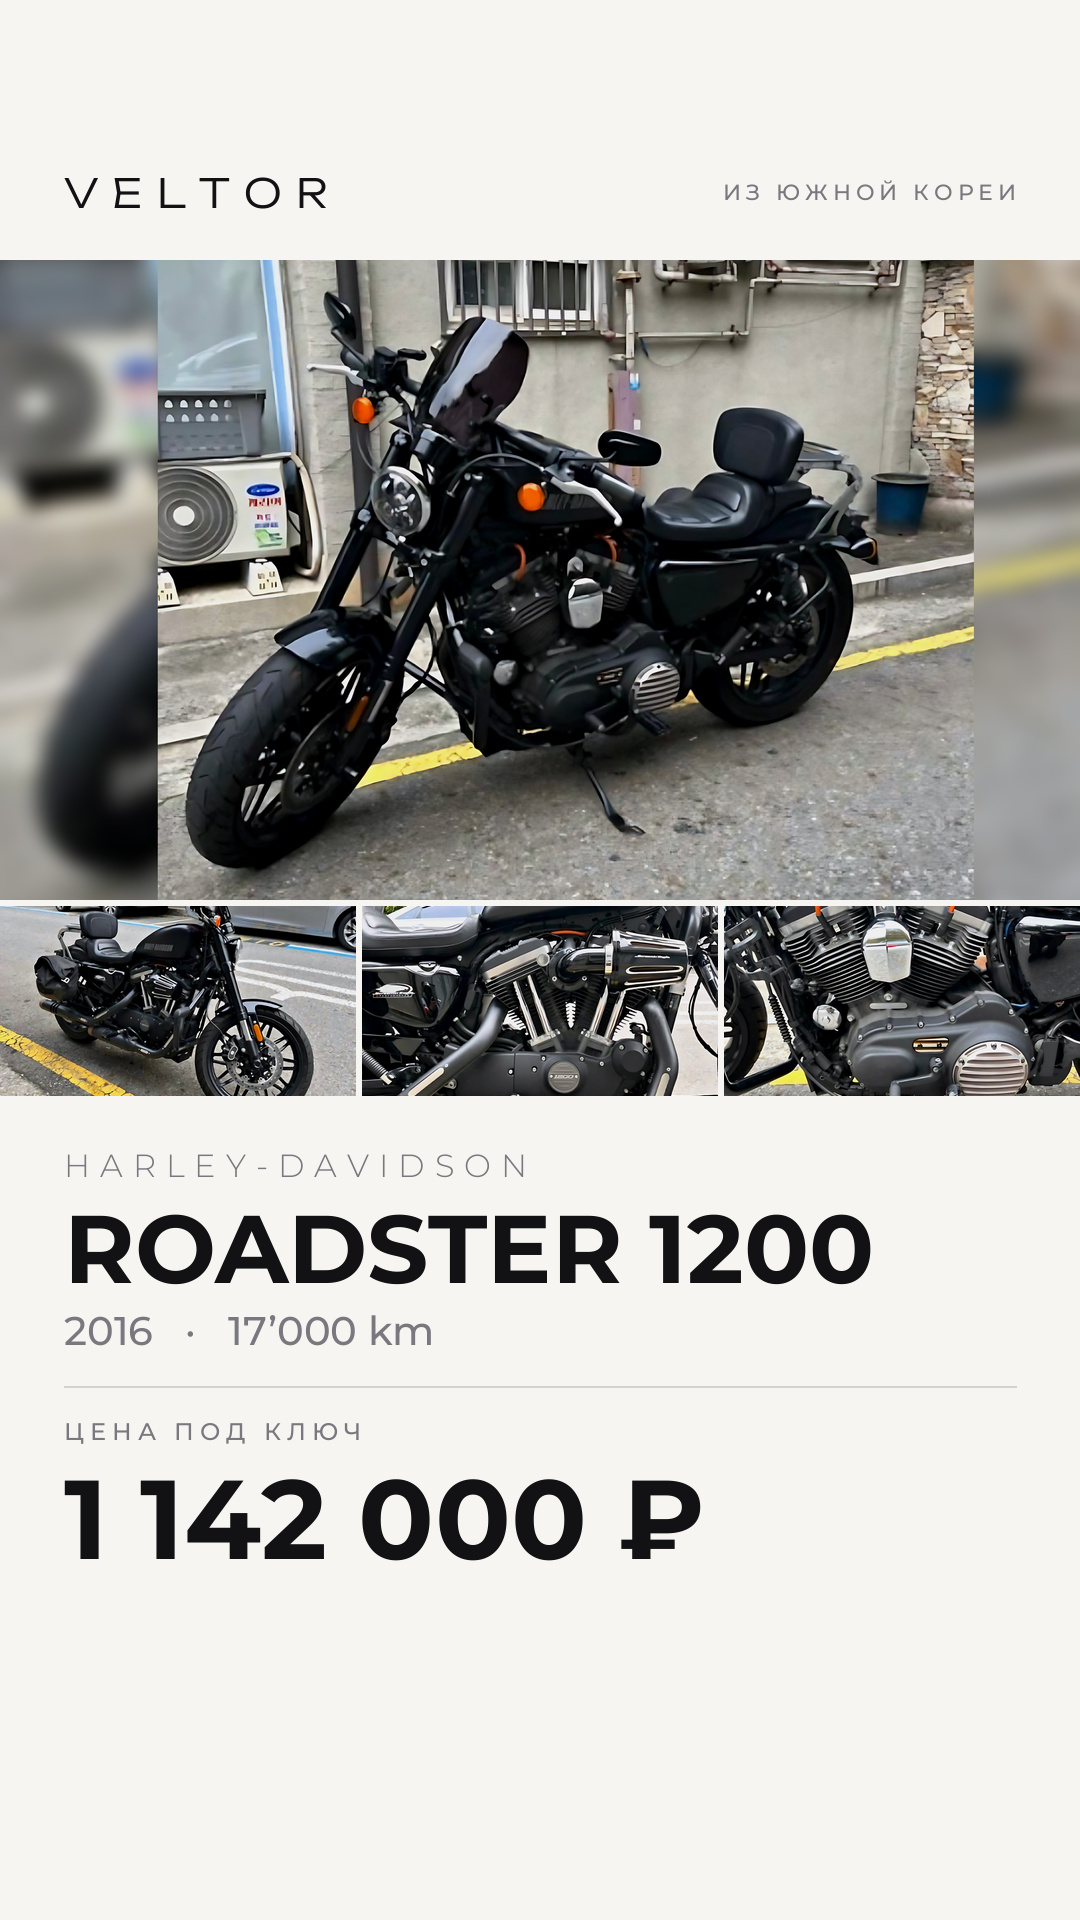 VELTOR
ИЗ ЮЖНОЙ КОРЕИ
HARLEY-DAVIDSON
ROADSTER 1200
2016 · 17’000 km
ЦЕНА ПОД КЛЮЧ
1 142 000 ₽